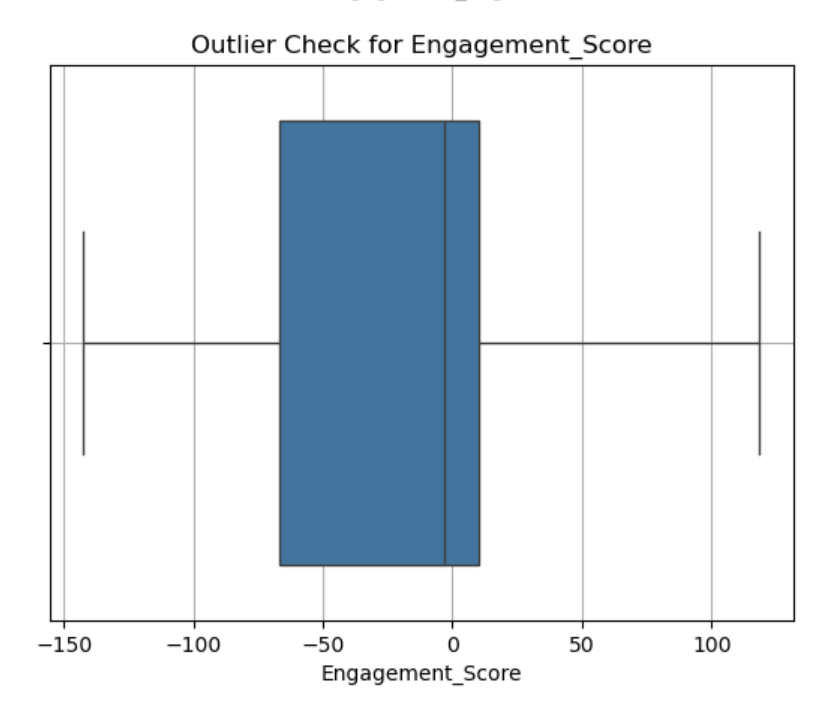 Outlier Check for Engagement_Score
−150 −100 −50 0 50 100
Engagement_Score